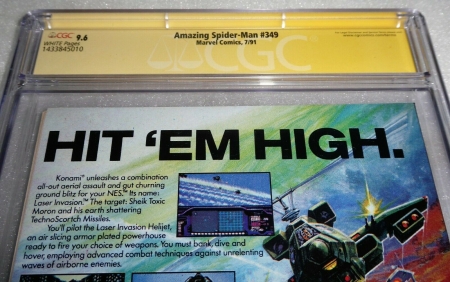 CGC 9.6
WHITE Pages
1433845010
Amazing Spider-Man #349
Marvel Comics, 7/91
CGC
HIT 'EM HIGH.
Konami® unleashes a combination
all-out aerial assault and gut churning
ground blitz for your NES.™ Its name:
Laser Invasion.™ The target: Sheik Toxic
Moron and his earth shattering
TechnoScortch Missiles.
You'll pilot the Laser Invasion Helijet,
an air slicing armor plated powerhouse
ready to fire your choice of weapons. You must bank, dive and
hover, employing advanced combat techniques against unrelenting
waves of airborne enemies.